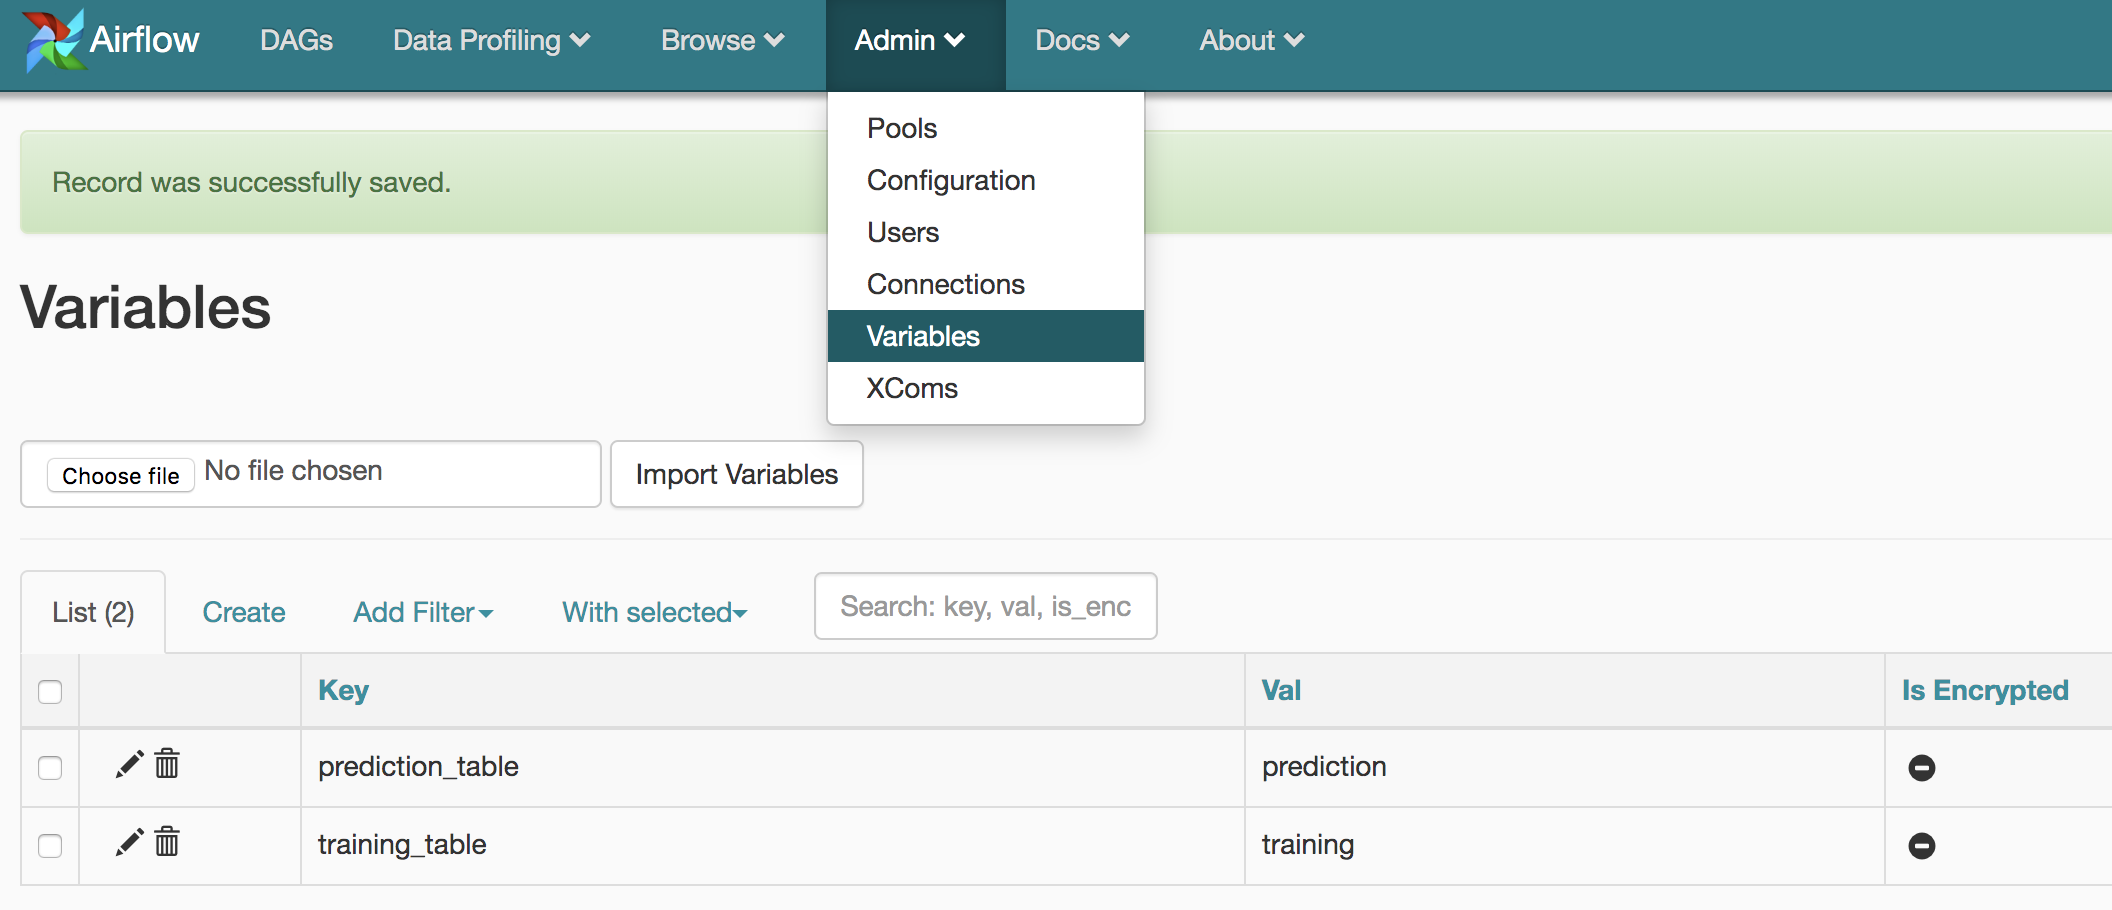 Airflow DAGs Data Profiling Browse Admin Docs About
Pools
Configuration
Users
Connections
Variables
XComs
Record was successfully saved.
Variables
Choose file No file chosen Import Variables
List (2) Create Add Filter With selected Search: key, val, is_enc
Key Val Is Encrypted
prediction_table prediction
training_table training